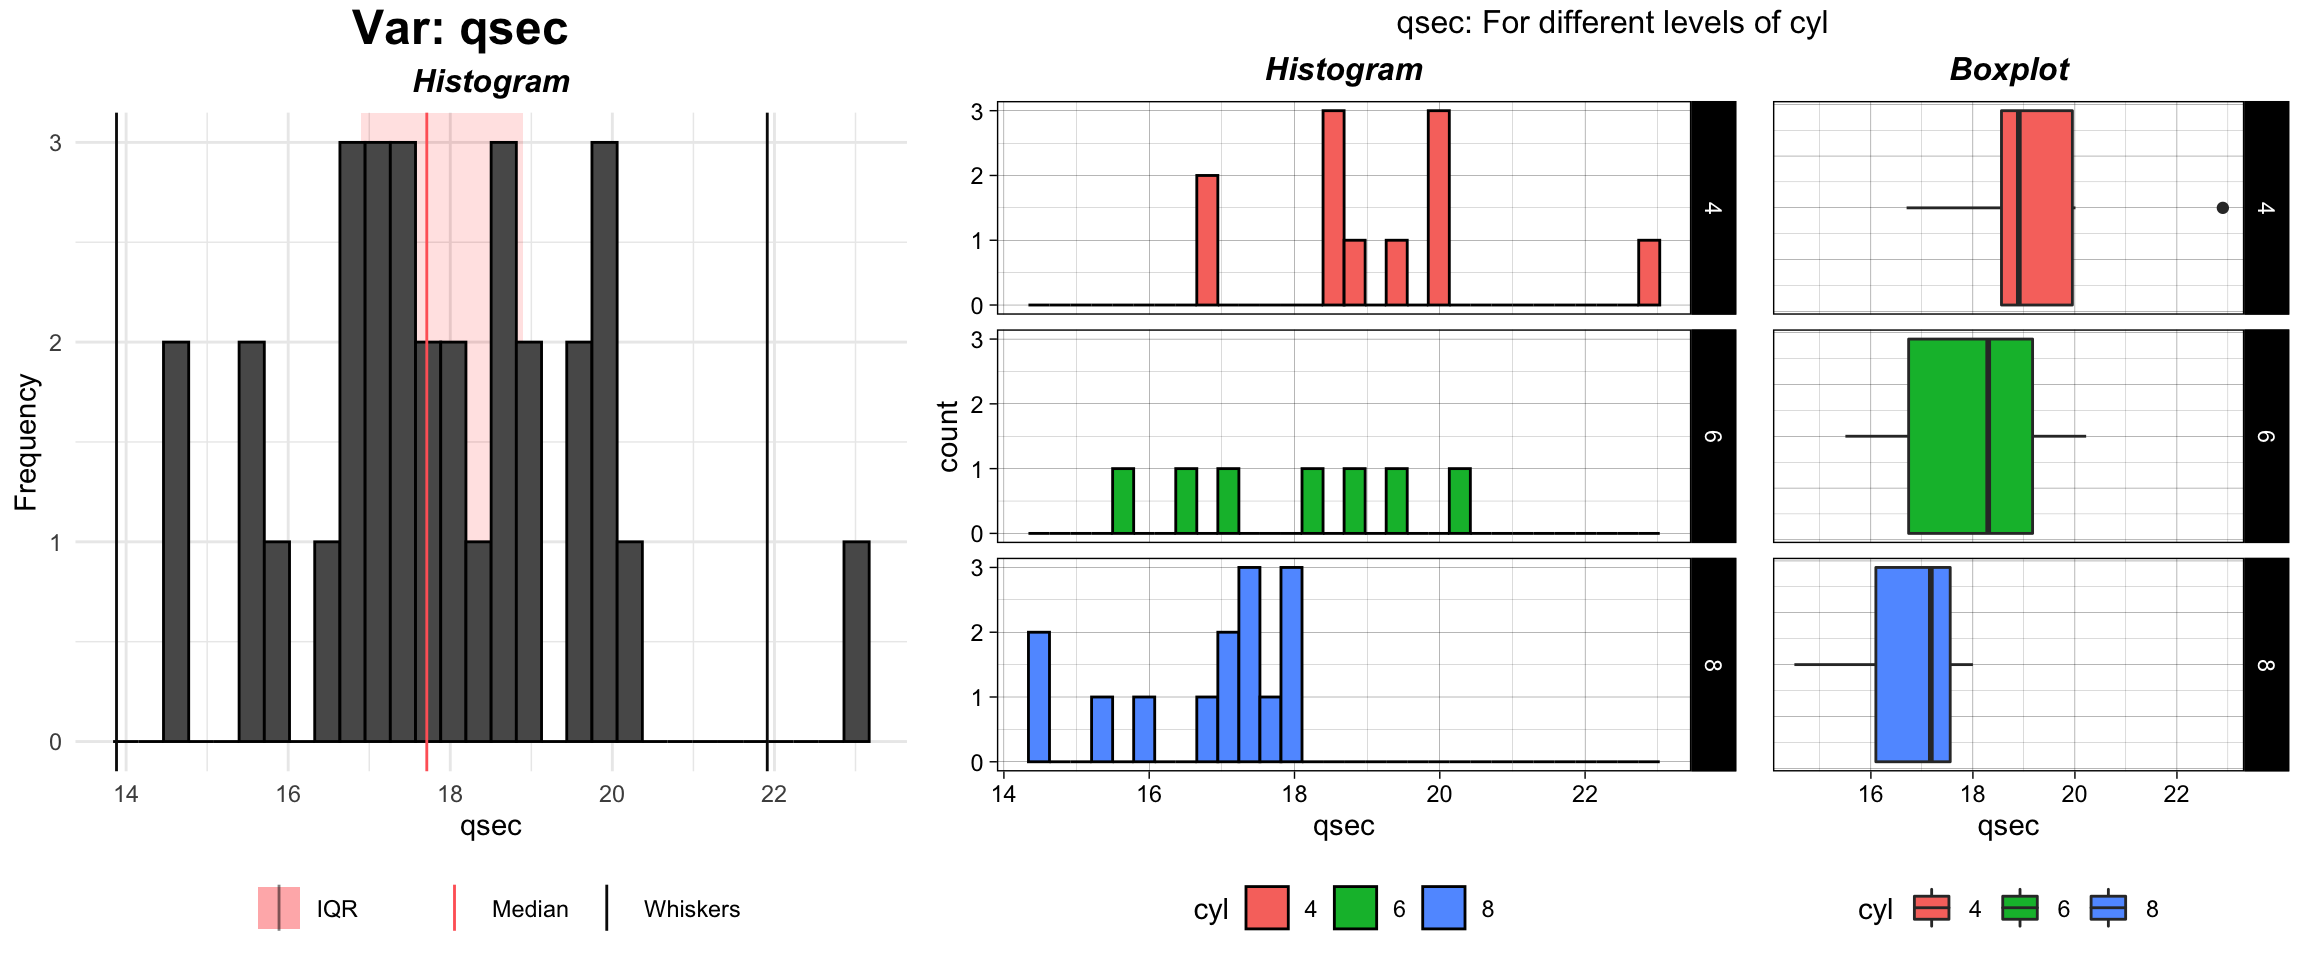 Var: qsec
Histogram
Frequency
3
2
1
0
14 16 18 20 22
qsec
IQR Median Whiskers
qsec: For different levels of cyl
Histogram
count
3
2
1
0
4
3
2
1
0
6
3
2
1
0
8
14 16 18 20 22
qsec
cyl 4 6 8
Boxplot
4
6
8
16 18 20 22
qsec
cyl 4 6 8